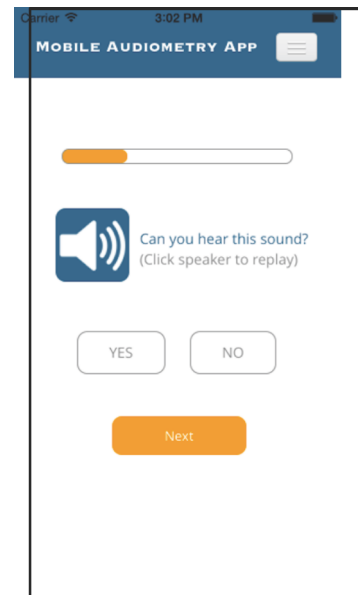 Carrier 3:02 PM
MOBILE AUDIOMETRY APP
Can you hear this sound?
(Click speaker to replay)
YES NO
Next